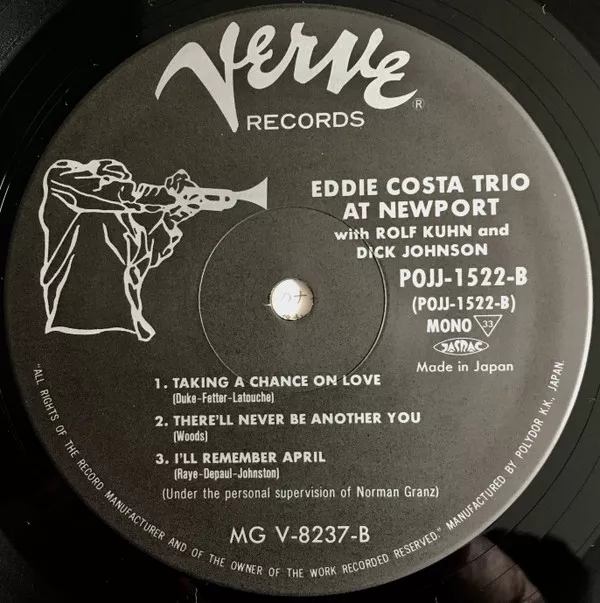 Verve
®
RECORDS
EDDIE COSTA TRIO
AT NEWPORT
with ROLF KUHN and
DICK JOHNSON
POJJ-1522-B
(POJJ-1522-B)
MONO 33
JASRAC
Made in Japan
1. TAKING A CHANCE ON LOVE
(Duke-Fetter-Latouche)
2. THERE'LL NEVER BE ANOTHER YOU
(Woods)
3. I'LL REMEMBER APRIL
(Raye-Depaul-Johnston)
(Under the personal supervision of Norman Granz)
MG V-8237-B
"ALL RIGHTS OF THE RECORD MANUFACTURER AND OF THE OWNER OF THE WORK RECORDED RESERVED." MANUFACTURED BY POLYDOR K.K., JAPAN.